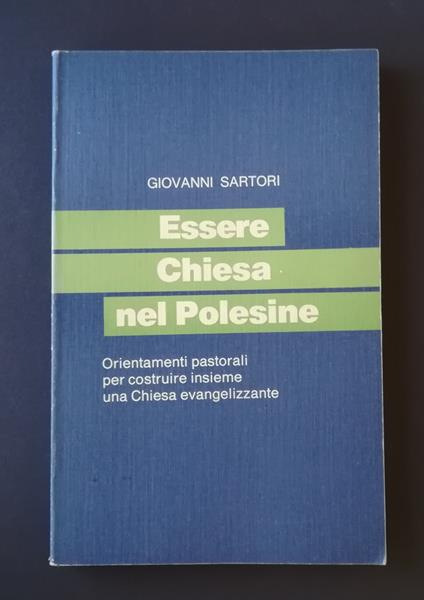 GIOVANNI SARTORI
Essere
Chiesa
nel Polesine
Orientamenti pastorali
per costruire insieme
una Chiesa evangelizzante